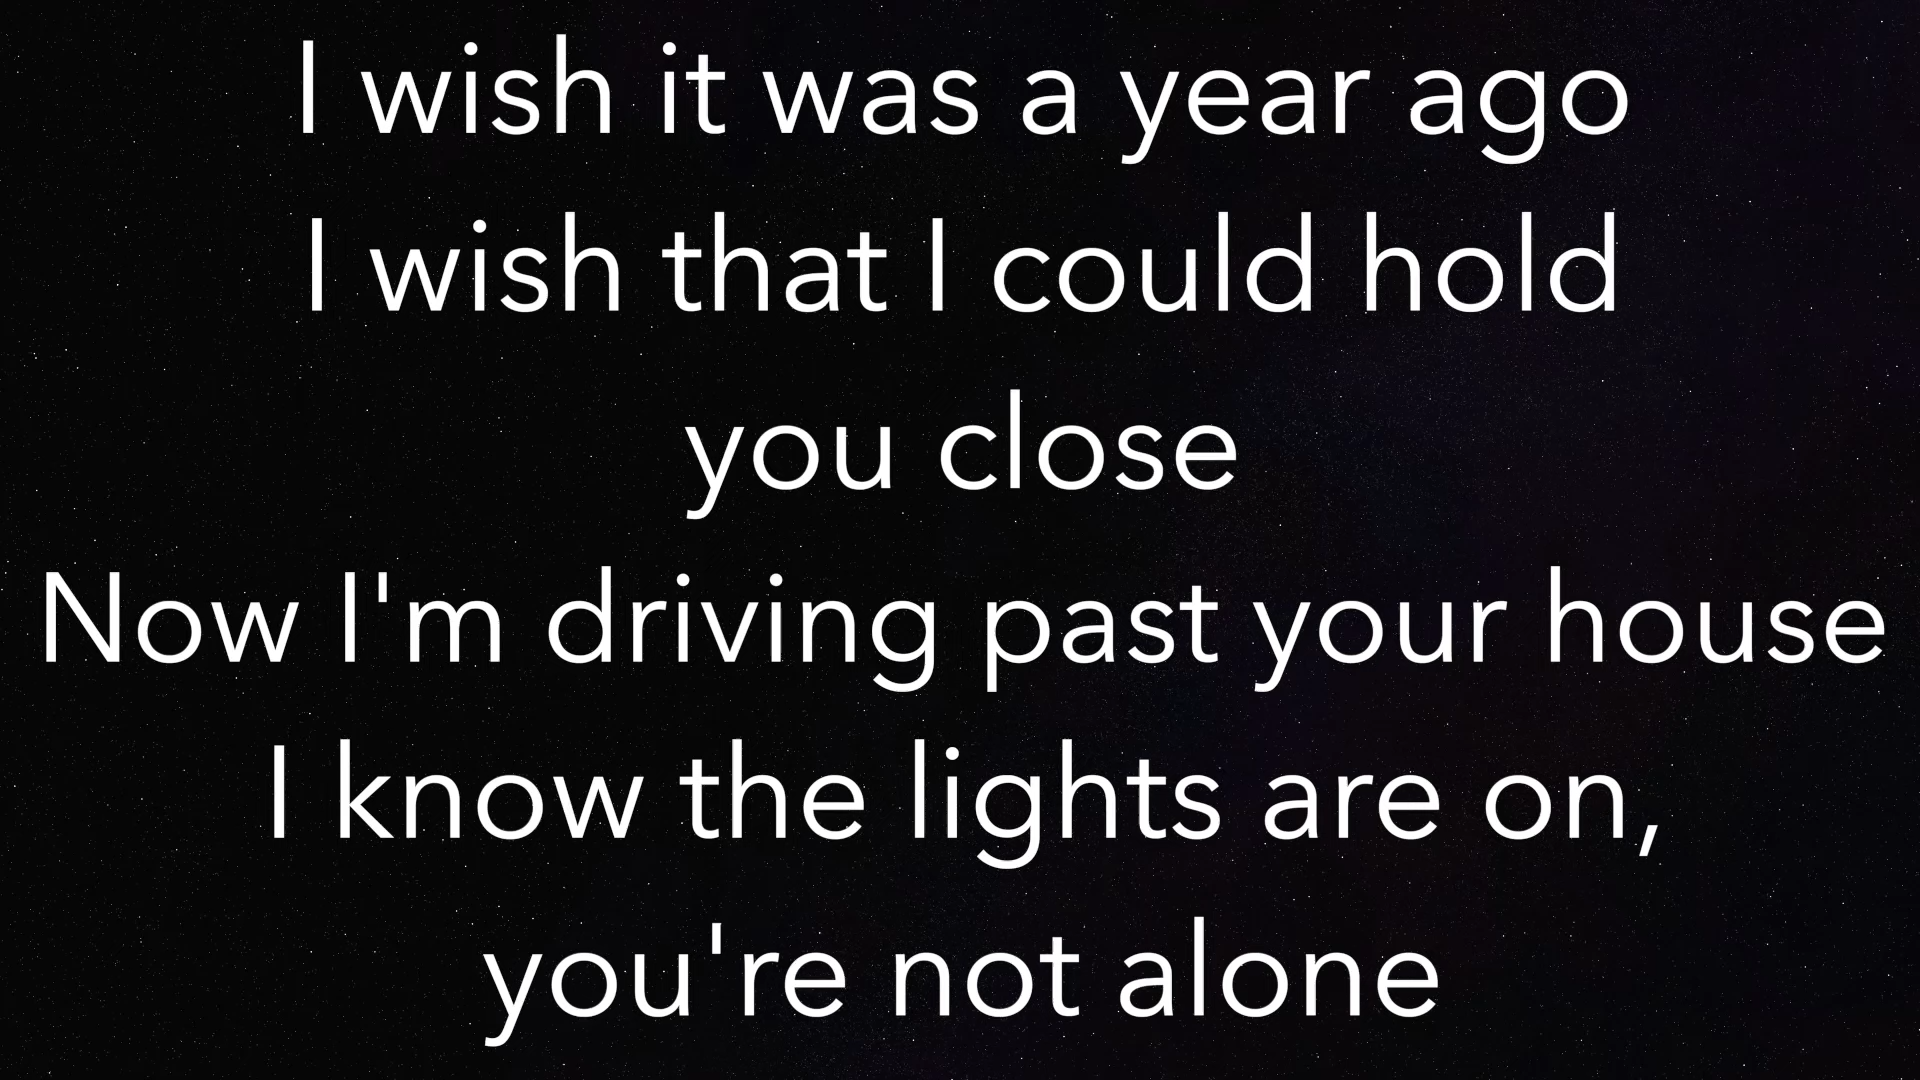 I wish it was a year ago
I wish that I could hold
you close
Now I'm driving past your house
I know the lights are on,
you're not alone